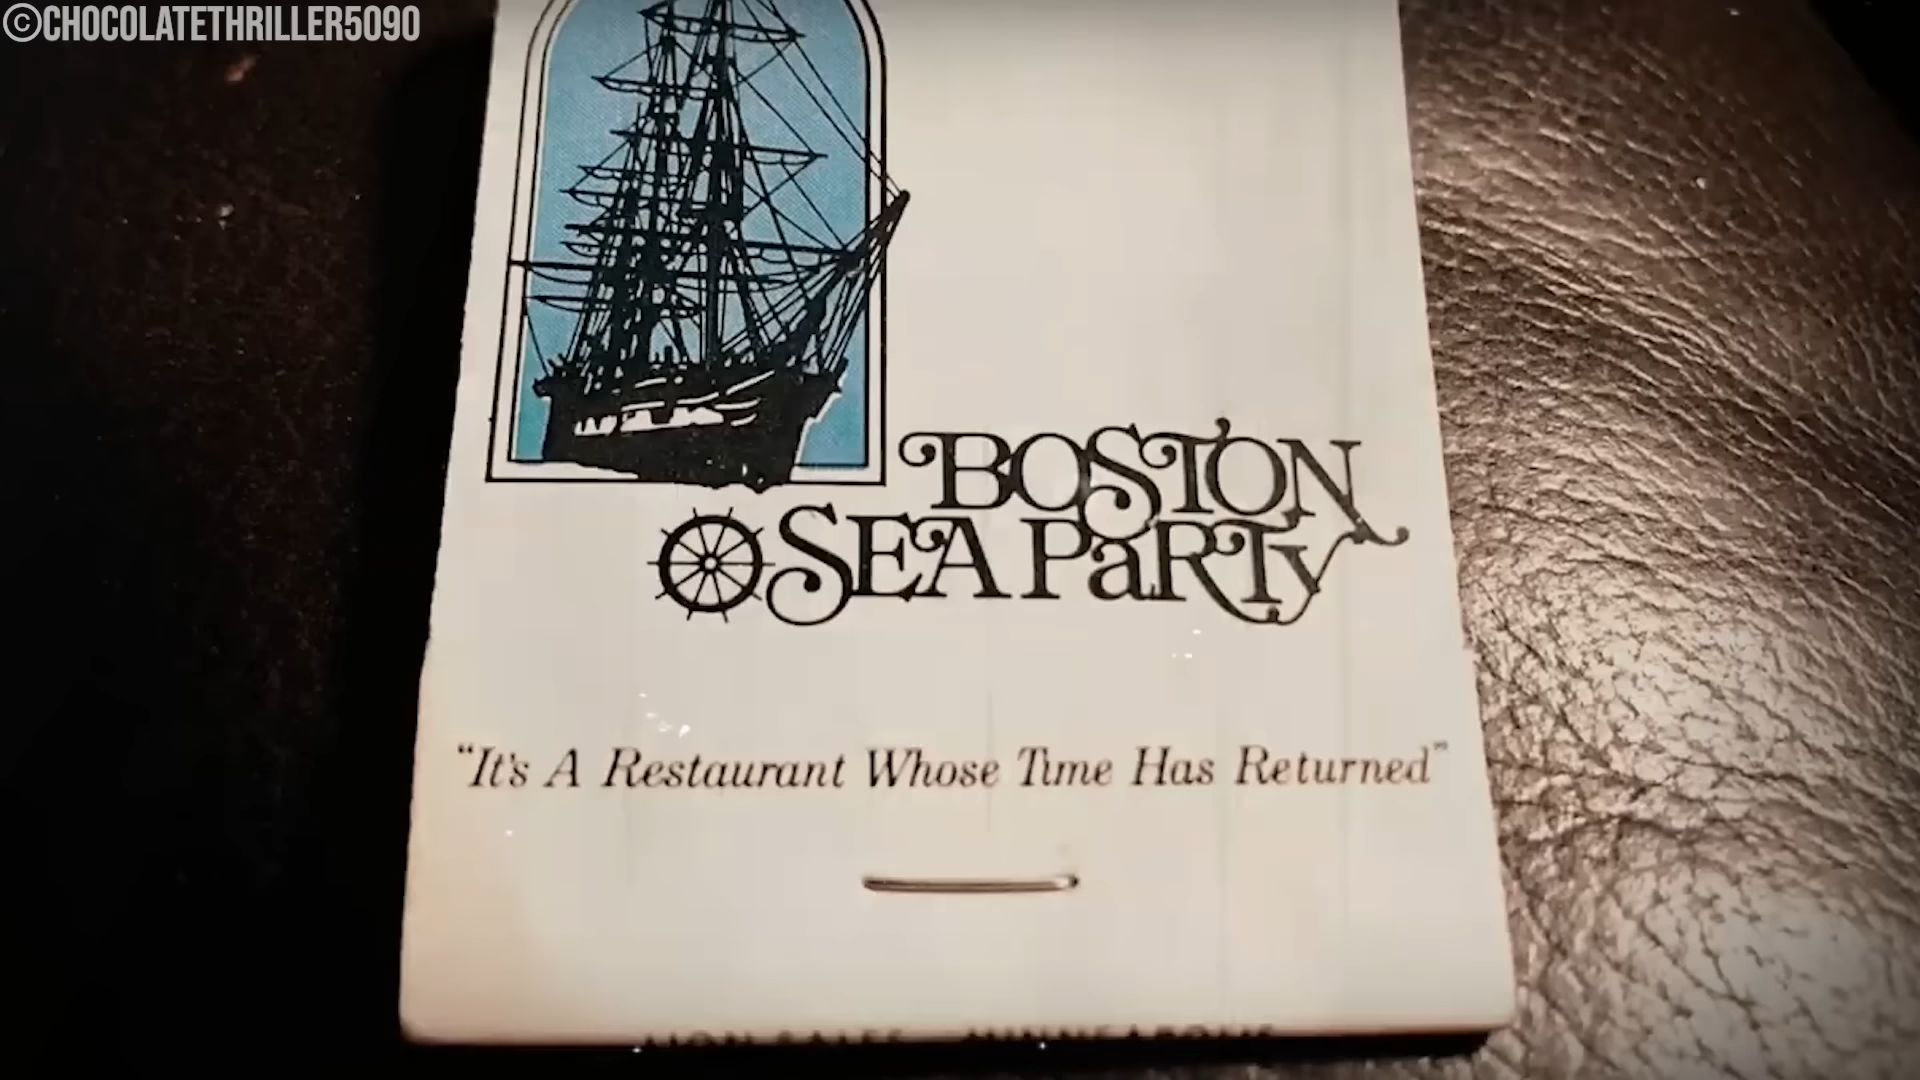 ©CHOCOLATETHRILLER5090
BOSTON
SEA PaRTy
“It's A Restaurant Whose Time Has Returned”